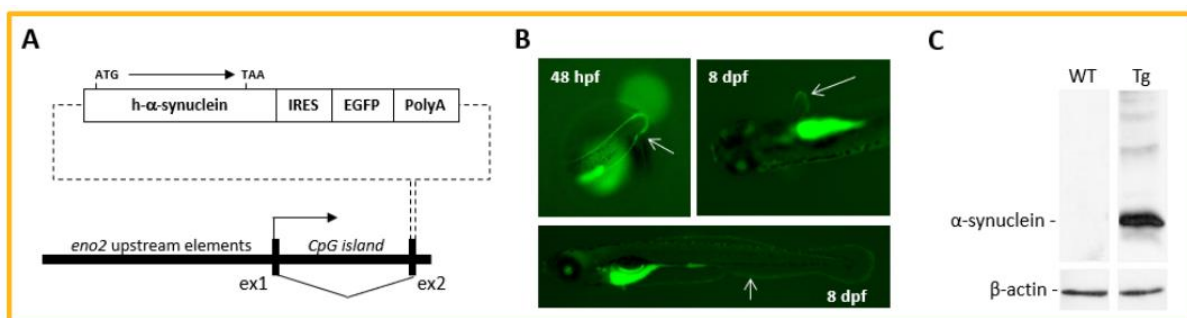 A
ATG
TAA
h-α-synuclein
IRES
EGFP
PolyA
eno2 upstream elements
CpG island
ex1
ex2
B
48 hpf
8 dpf
8 dpf
C
WT
Tg
α-synuclein -
β-actin -